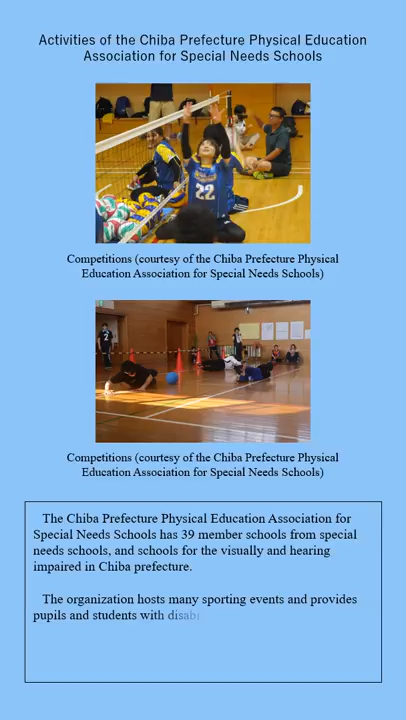 Activities of the Chiba Prefecture Physical Education
Association for Special Needs Schools
22
Competitions (courtesy of the Chiba Prefecture Physical
Education Association for Special Needs Schools)
Competitions (courtesy of the Chiba Prefecture Physical
Education Association for Special Needs Schools)
The Chiba Prefecture Physical Education Association for
Special Needs Schools has 39 member schools from special
needs schools, and schools for the visually and hearing
impaired in Chiba prefecture.
The organization hosts many sporting events and provides
pupils and students with